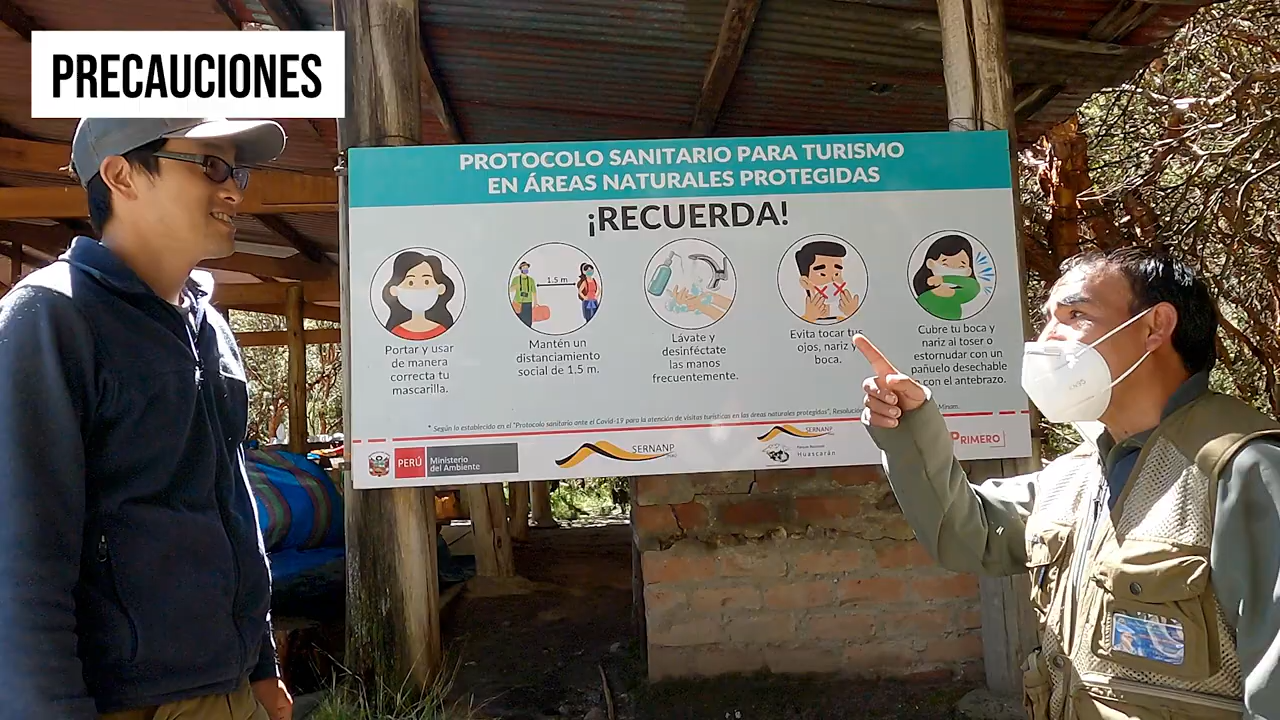 PRECAUCIONES
PROTOCOLO SANITARIO PARA TURISMO
EN ÁREAS NATURALES PROTEGIDAS
¡RECUERDA!
1.5 m
Portar y usar
de manera
correcta tu
mascarilla.
Mantén un
distanciamiento
social de 1.5 m.
Lávate y
desinféctate
las manos
frecuentemente.
Evita tocar tus
ojos, nariz y
boca.
Cubre tu boca y
nariz al toser o
estornudar con un
pañuelo desechable
o con el antebrazo.
* Según lo establecido en el "Protocolo sanitario ante el Covid-19 para la atención de visitas turísticas en las áreas naturales protegidas", Resolución Minam.
PERÚ
Ministerio
del Ambiente
SERNANP
PERÚ
SERNANP
Parque Nacional
Huascarán
PRIMERO